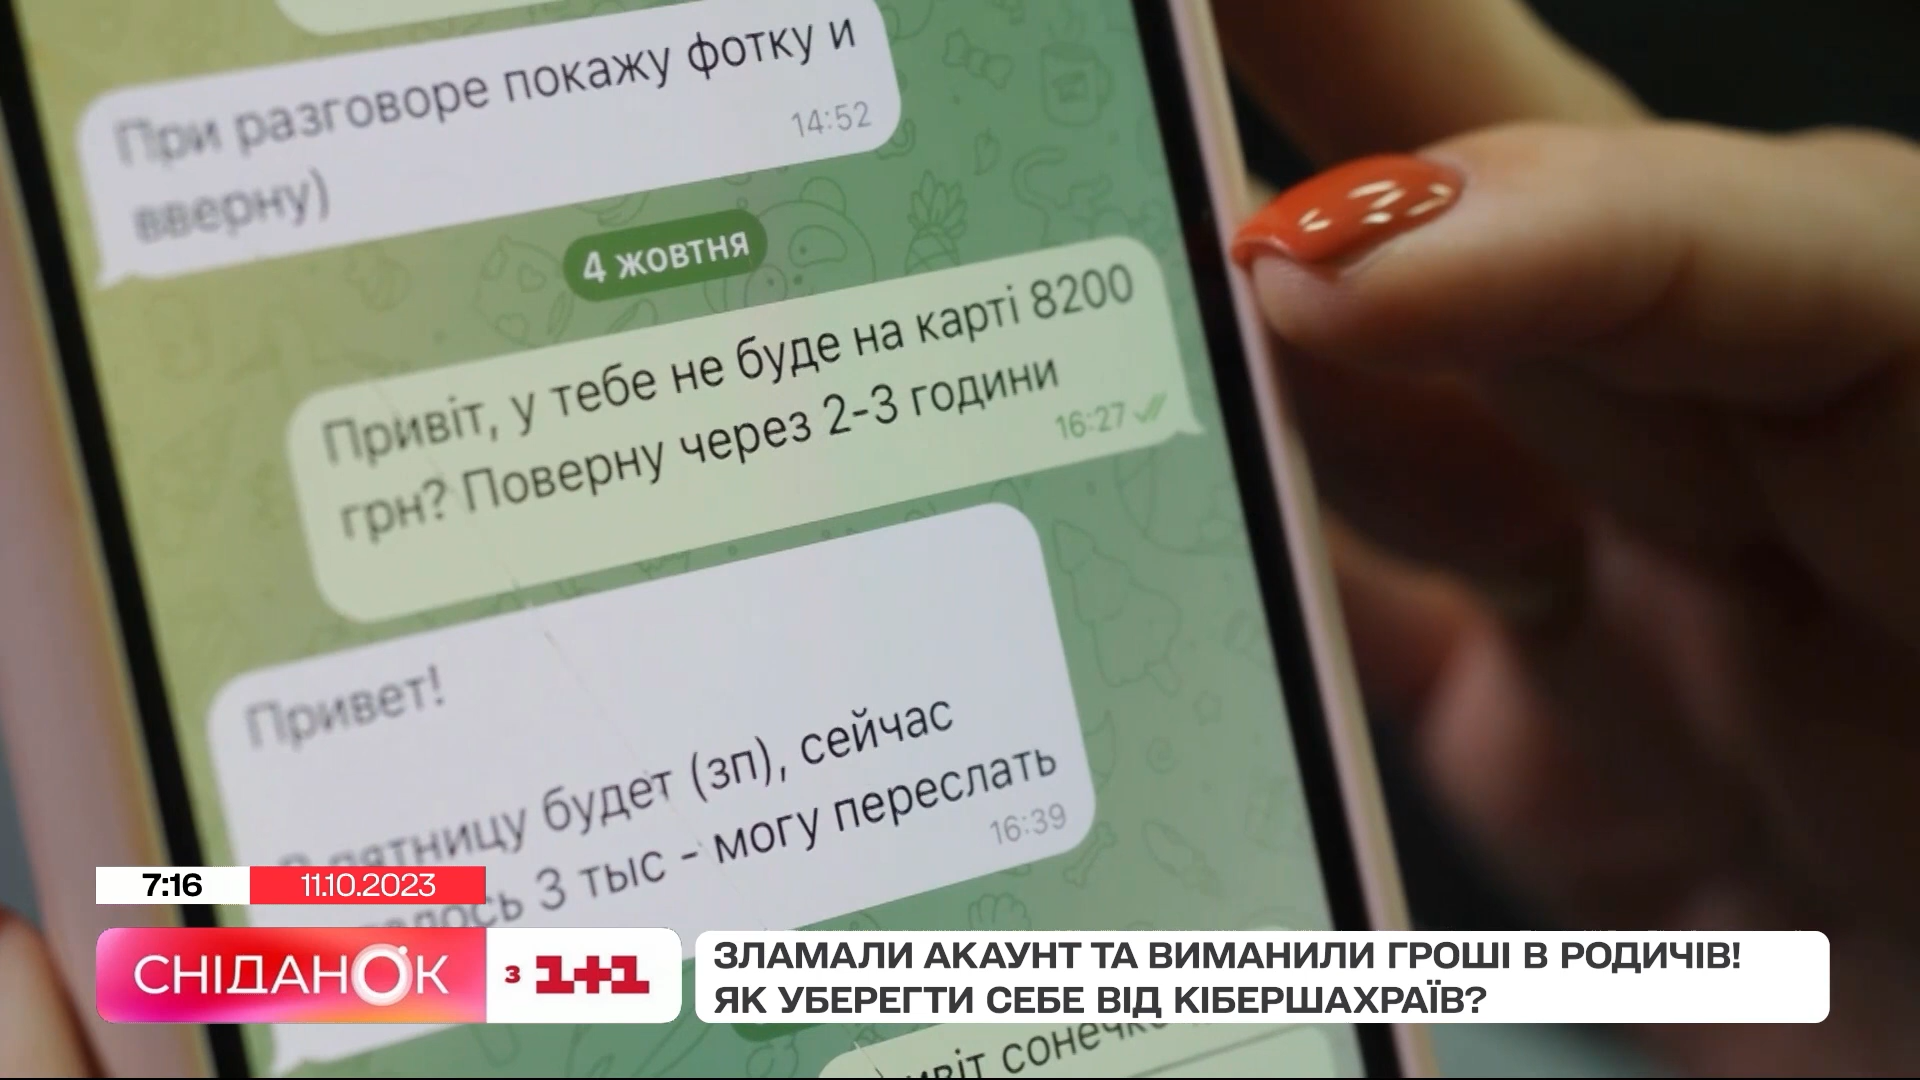 При разговоре покажу фотку и
вверну)
14:52
4 жовтня
Привіт, у тебе не буде на карті 8200
грн? Поверну через 2-3 години
16:27
Привет!
пятницу будет (зп), сейчас
3 тыс - могу переслать
16:39
7:16
11.10.2023
СНІДАНОК
з 1+1
ЗЛАМАЛИ АКАУНТ ТА ВИМАНИЛИ ГРОШІ В РОДИЧІВ!
ЯК УБЕРЕГТИ СЕБЕ ВІД КІБЕРШАХРАЇВ?